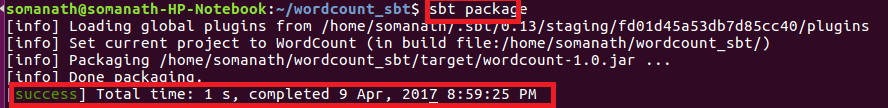 somanath@somanath-HP-Notebook:~/wordcount_sbt$ sbt package
[info] Loading global plugins from /home/somanath/.sbt/0.13/staging/fd01d45a53db7d85cc40/plugins
[info] Set current project to WordCount (in build file:/home/somanath/wordcount_sbt/)
[info] Packaging /home/somanath/wordcount_sbt/target/wordcount-1.0.jar ...
[info] Done packaging.
[success] Total time: 1 s, completed 9 Apr, 2017 8:59:25 PM